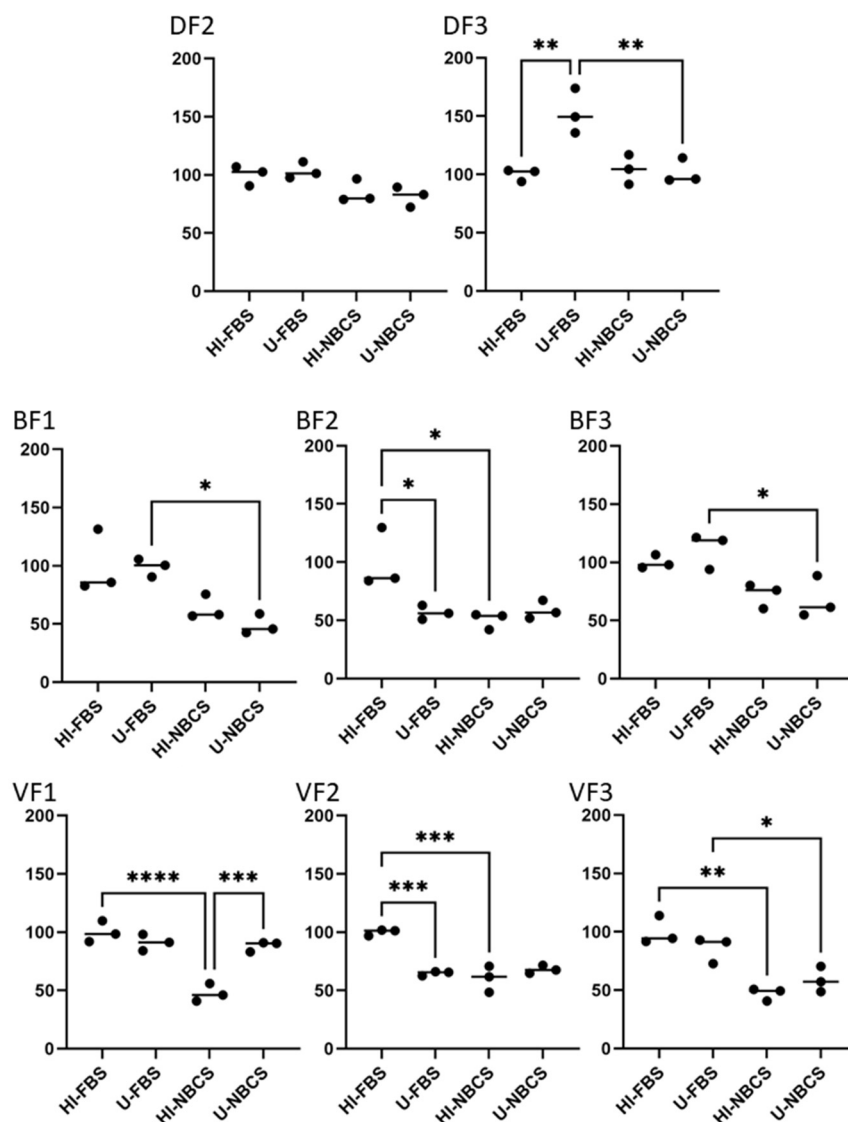 DF2 DF3
** **
200 200
150 150
100 100
50 50
0 0
HI-FBS U-FBS HI-NBCS U-NBCS HI-FBS U-FBS HI-NBCS U-NBCS
BF1 BF2 BF3
* * * *
200 200 200
150 150 150
100 100 100
50 50 50
0 0 0
HI-FBS U-FBS HI-NBCS U-NBCS HI-FBS U-FBS HI-NBCS U-NBCS HI-FBS U-FBS HI-NBCS U-NBCS
VF1 VF2 VF3
**** *** *** *** ** *
200 200 200
150 150 150
100 100 100
50 50 50
0 0 0
HI-FBS U-FBS HI-NBCS U-NBCS HI-FBS U-FBS HI-NBCS U-NBCS HI-FBS U-FBS HI-NBCS U-NBCS